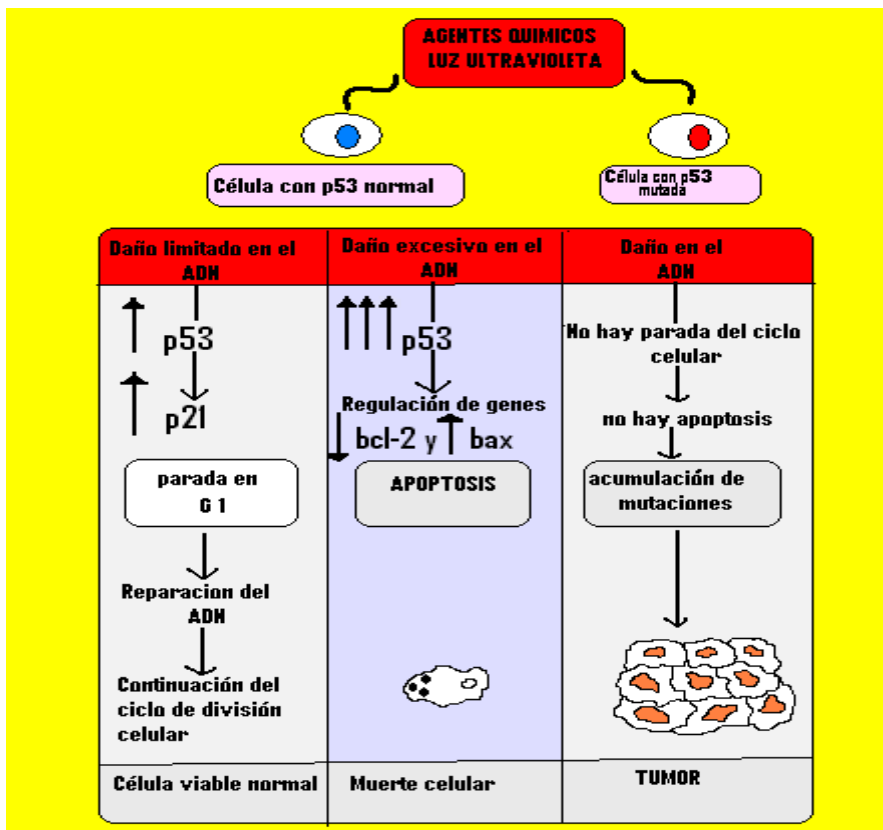 AGENTES QUIMICOS
LUZ ULTRAVIOLETA
Célula con p53 normal
Célula con p53
mutada
Daño limitado en el
ADN
p53
p21
parada en
G 1
Reparacion del
ADN
Continuación del
ciclo de división
celular
Célula viable normal
Daño excesivo en el
ADN
p53
Regulación de genes
bcl-2 y bax
APOPTOSIS
Muerte celular
Daño en el
ADN
No hay parada del ciclo
celular
no hay apoptosis
acumulación de
mutaciones
TUMOR